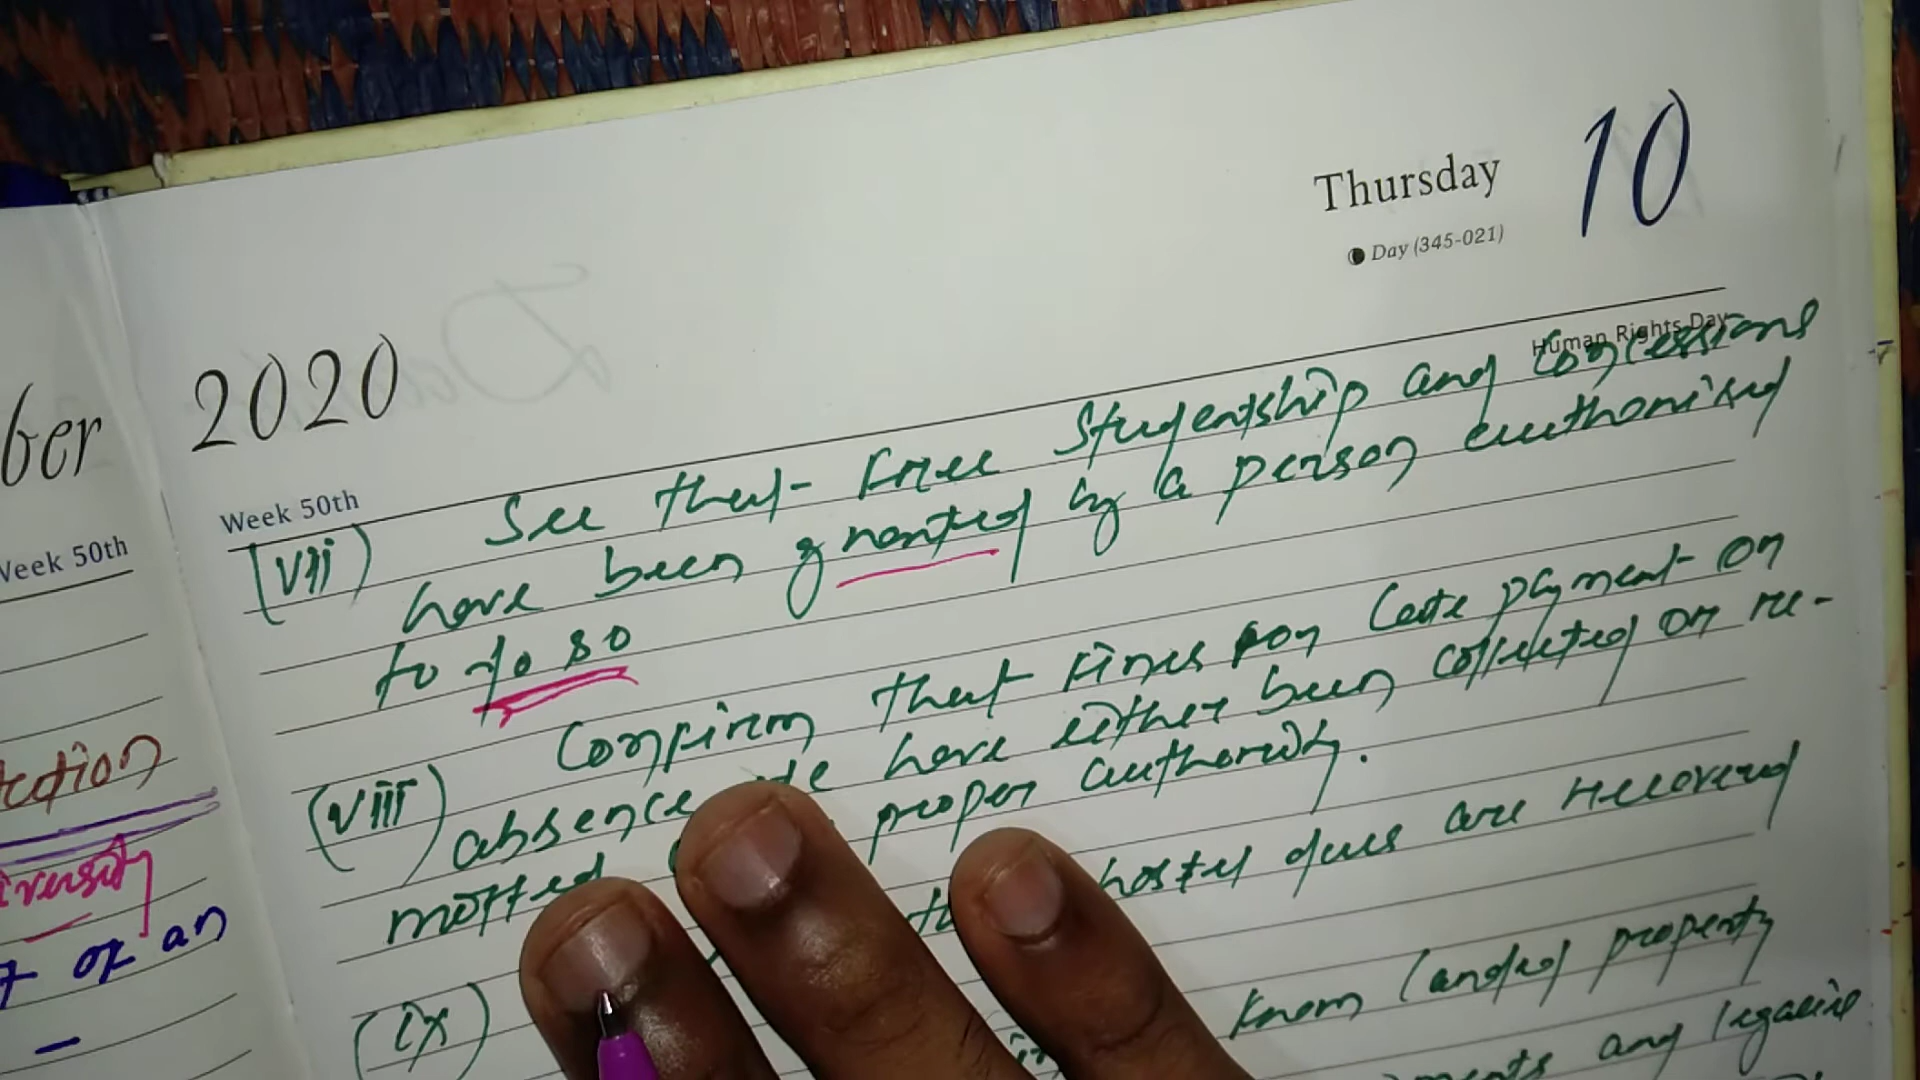 ber
Week 50th
ection
iversity
of an
2020
Week 50th
Thursday 10
Day (345-021)
Human Rights Day
(vii) See that Free Studentship and Concessions
have been granted by a person authorised
to do so
(viii) Confirm that Fines for late payment or
absence have either been collected or re-
mitted proper authority.
(ix) hostel dues are recovered
from landed property
and legacies